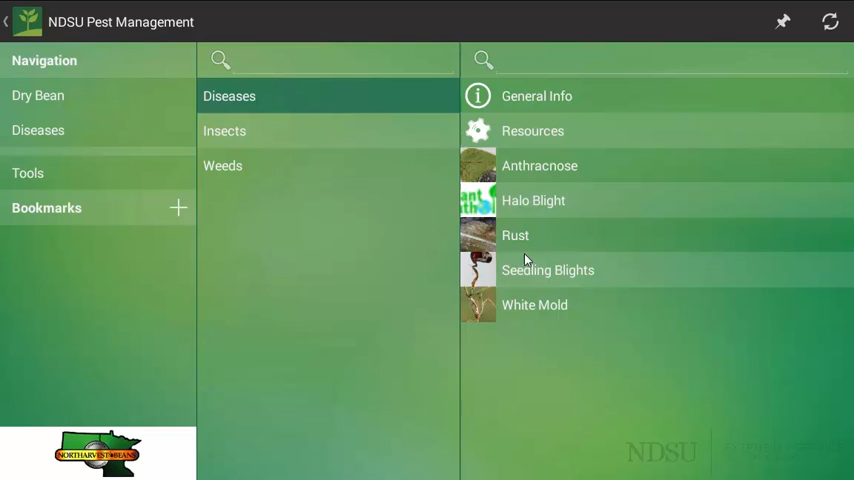 NDSU Pest Management
Navigation
Dry Bean
Diseases
Tools
Bookmarks
NORTHARVEST BEANS
Diseases
Insects
Weeds
General Info
Resources
Anthracnose
Halo Blight
Rust
Seedling Blights
White Mold
NDSU